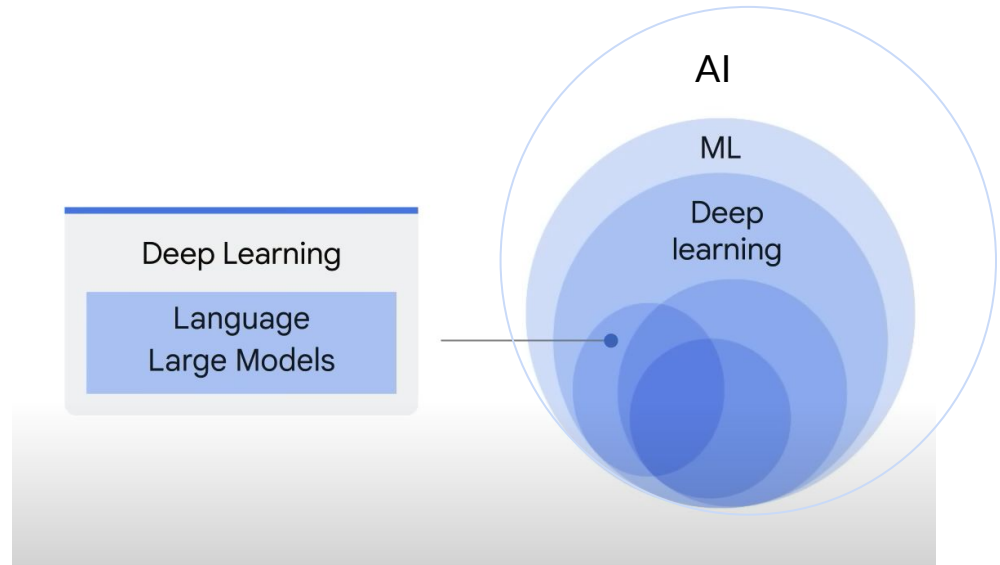 AI
ML
Deep
learning
Deep Learning
Language
Large Models